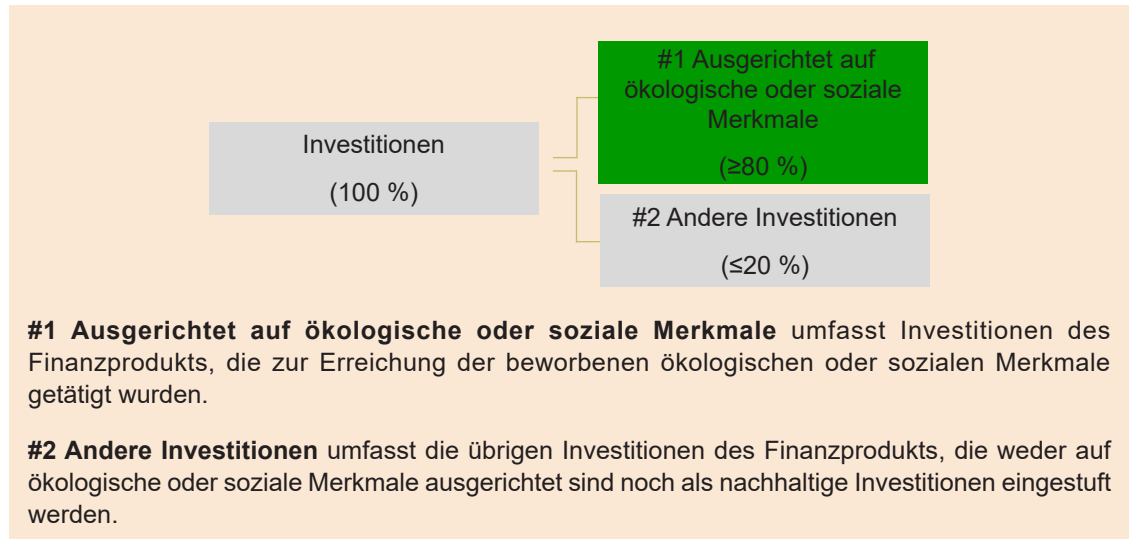 #1 Ausgerichtet auf
ökologische oder soziale
Merkmale
(≥80 %)
Investitionen
(100 %)
#2 Andere Investitionen
(≤20 %)
#1 Ausgerichtet auf ökologische oder soziale Merkmale umfasst Investitionen des
Finanzprodukts, die zur Erreichung der beworbenen ökologischen oder sozialen Merkmale
getätigt wurden.
#2 Andere Investitionen umfasst die übrigen Investitionen des Finanzprodukts, die weder auf
ökologische oder soziale Merkmale ausgerichtet sind noch als nachhaltige Investitionen eingestuft
werden.